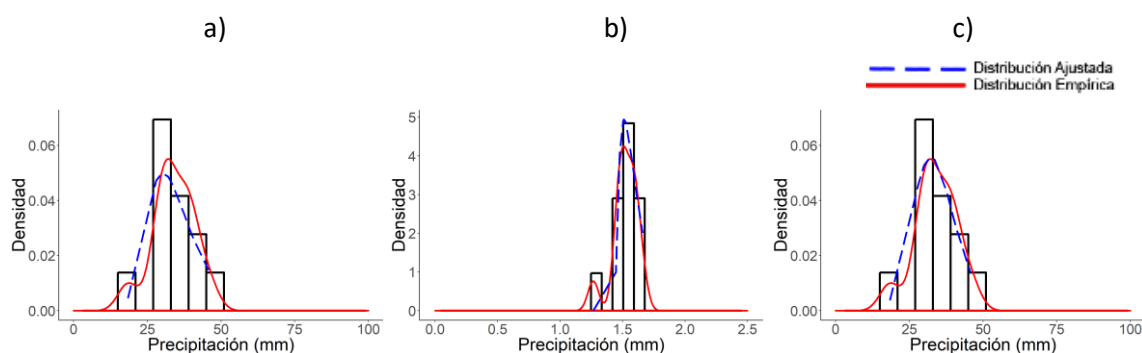 a)
b)
c)
Distribución Ajustada
Distribución Empírica
Densidad
0.06
0.04
0.02
0.00
0
25
50
100
Precipitación (mm)
Densidad
5
4
3
2
1
0
0.0
0.5
1.0
1.5
2.0
2.5
Precipitación (mm)
Densidad
0.06
0.04
0.02
0.00
0
25
50
100
Precipitación (mm)